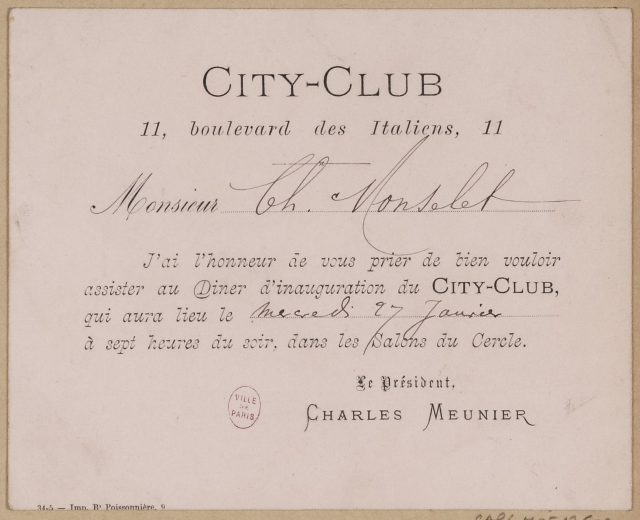 CITY-CLUB
11, boulevard des Italiens, 11
Monsieur Ch. Monselet
J'ai l'honneur de vous prier de bien vouloir
assister au Diner d'inauguration du CITY-CLUB,
qui aura lieu le mercredi 27 Janvier
à sept heures du soir, dans les Salons du Cercle.
Le Président,
CHARLES MEUNIER
VILLE
DE
PARIS
34-5 — Imp. Bd Poissonnière, 9